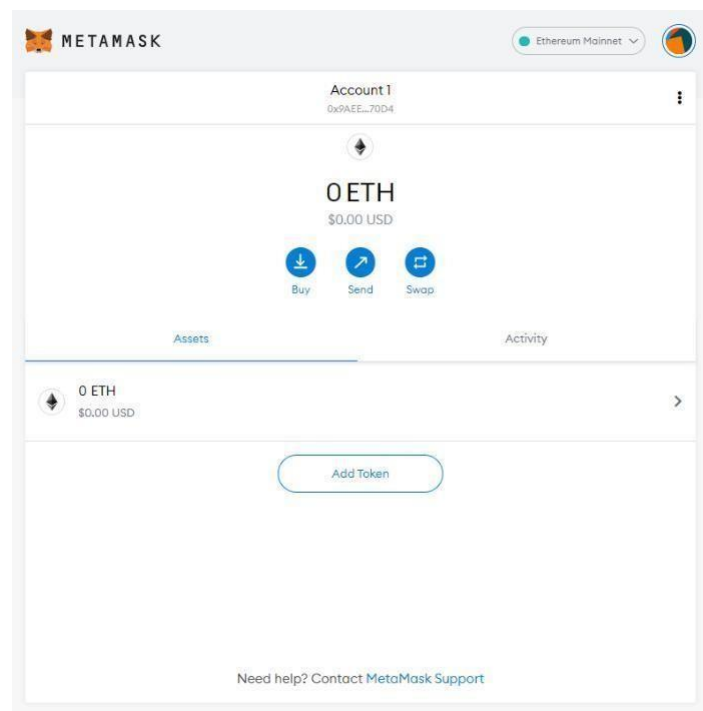 METAMASK
Ethereum Mainnet
Account 1
0x9AEE...70D4
0 ETH
$0.00 USD
Buy Send Swap
Assets Activity
0 ETH
$0.00 USD
Add Token
Need help? Contact MetaMask Support